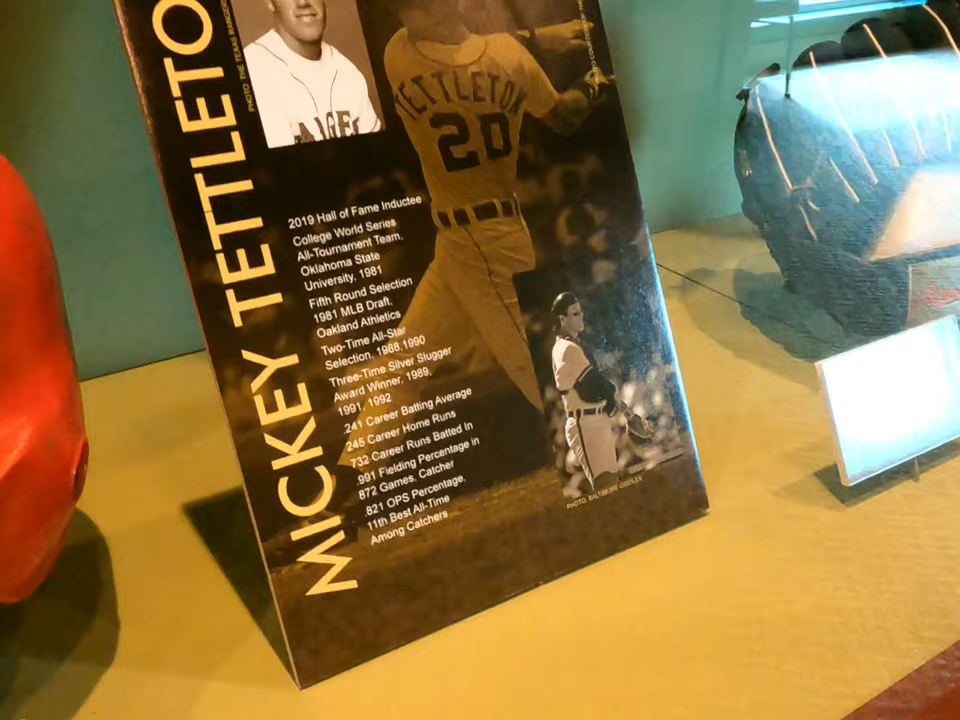 MICKEY TETTLETO
PHOTO: THE TEXAS RANGERS
TETTLETON
20
2019 Hall of Fame Inductee
College World Series
All-Tournament Team,
Oklahoma State
University, 1981
Fifth Round Selection
1981 MLB Draft,
Oakland Athletics
Two-Time All-Star
Selection, 1988,1990
Three-Time Silver Slugger
Award Winner, 1989,
1991, 1992
.241 Career Batting Average
245 Career Home Runs
732 Career Runs Batted In
.991 Fielding Percentage in
872 Games, Catcher
.821 OPS Percentage,
11th Best All-Time
Among Catchers
PHOTO: BALTIMORE ORIOLES